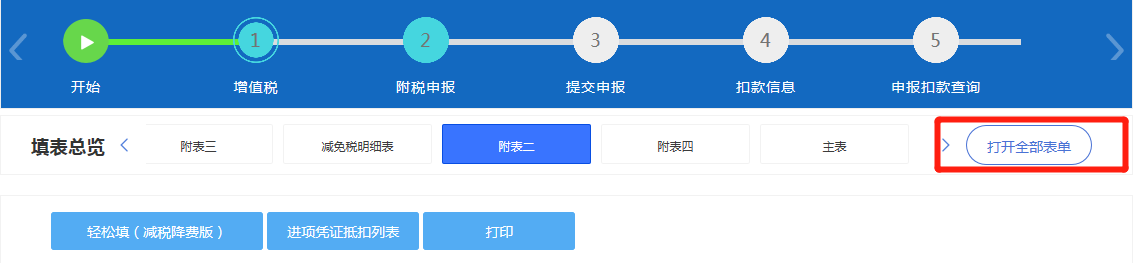 1 2 3 4 5
开始 增值税 附税申报 提交申报 扣款信息 申报扣款查询
填表总览 附表三 减免税明细表 附表二 附表四 主表 打开全部表单
轻松填（减税降费版） 进项凭证抵扣列表 打印